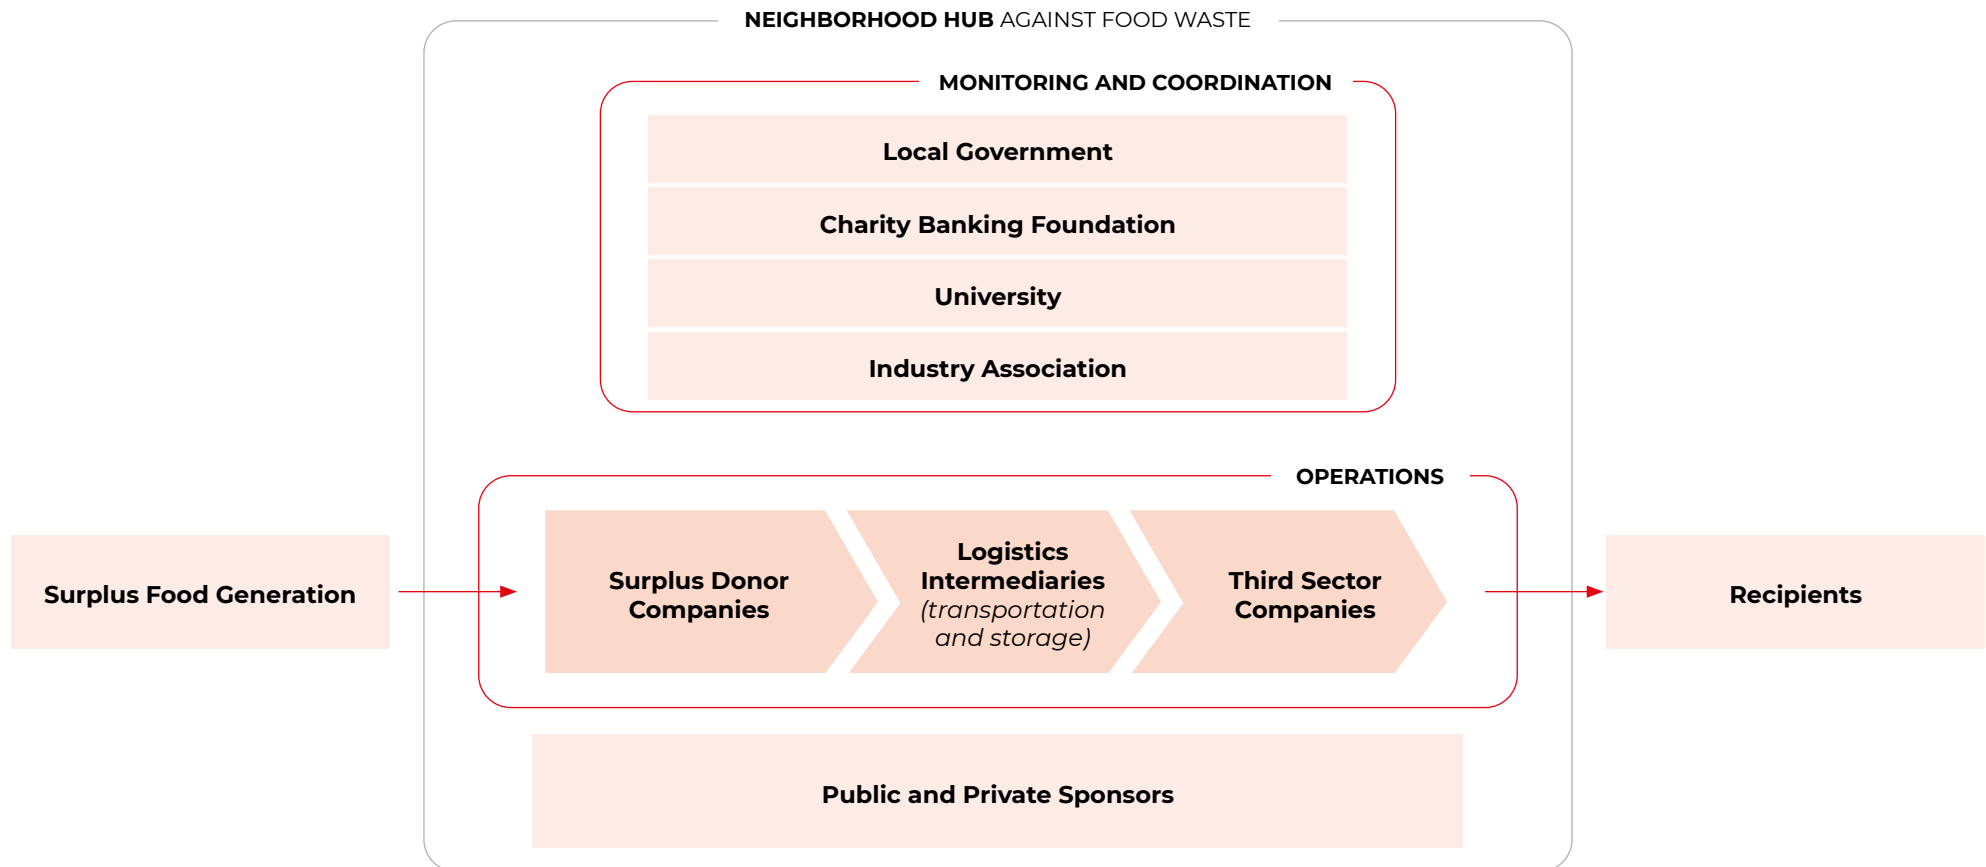 NEIGHBORHOOD HUB AGAINST FOOD WASTE
MONITORING AND COORDINATION
Local Government
Charity Banking Foundation
University
Industry Association
OPERATIONS
Surplus Food Generation
Surplus Donor
Companies
Logistics
Intermediaries
(transportation
and storage)
Third Sector
Companies
Recipients
Public and Private Sponsors